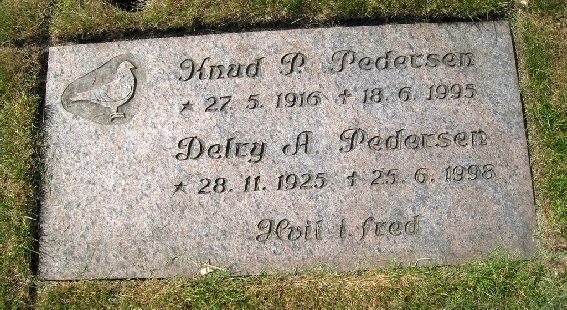 Knud P. Pedersen
★ 27. 5. 1916 + 18. 6. 1995
Delry A. Pedersen
★ 28. 11. 1925 + 25. 6. 1998
Hvil i fred